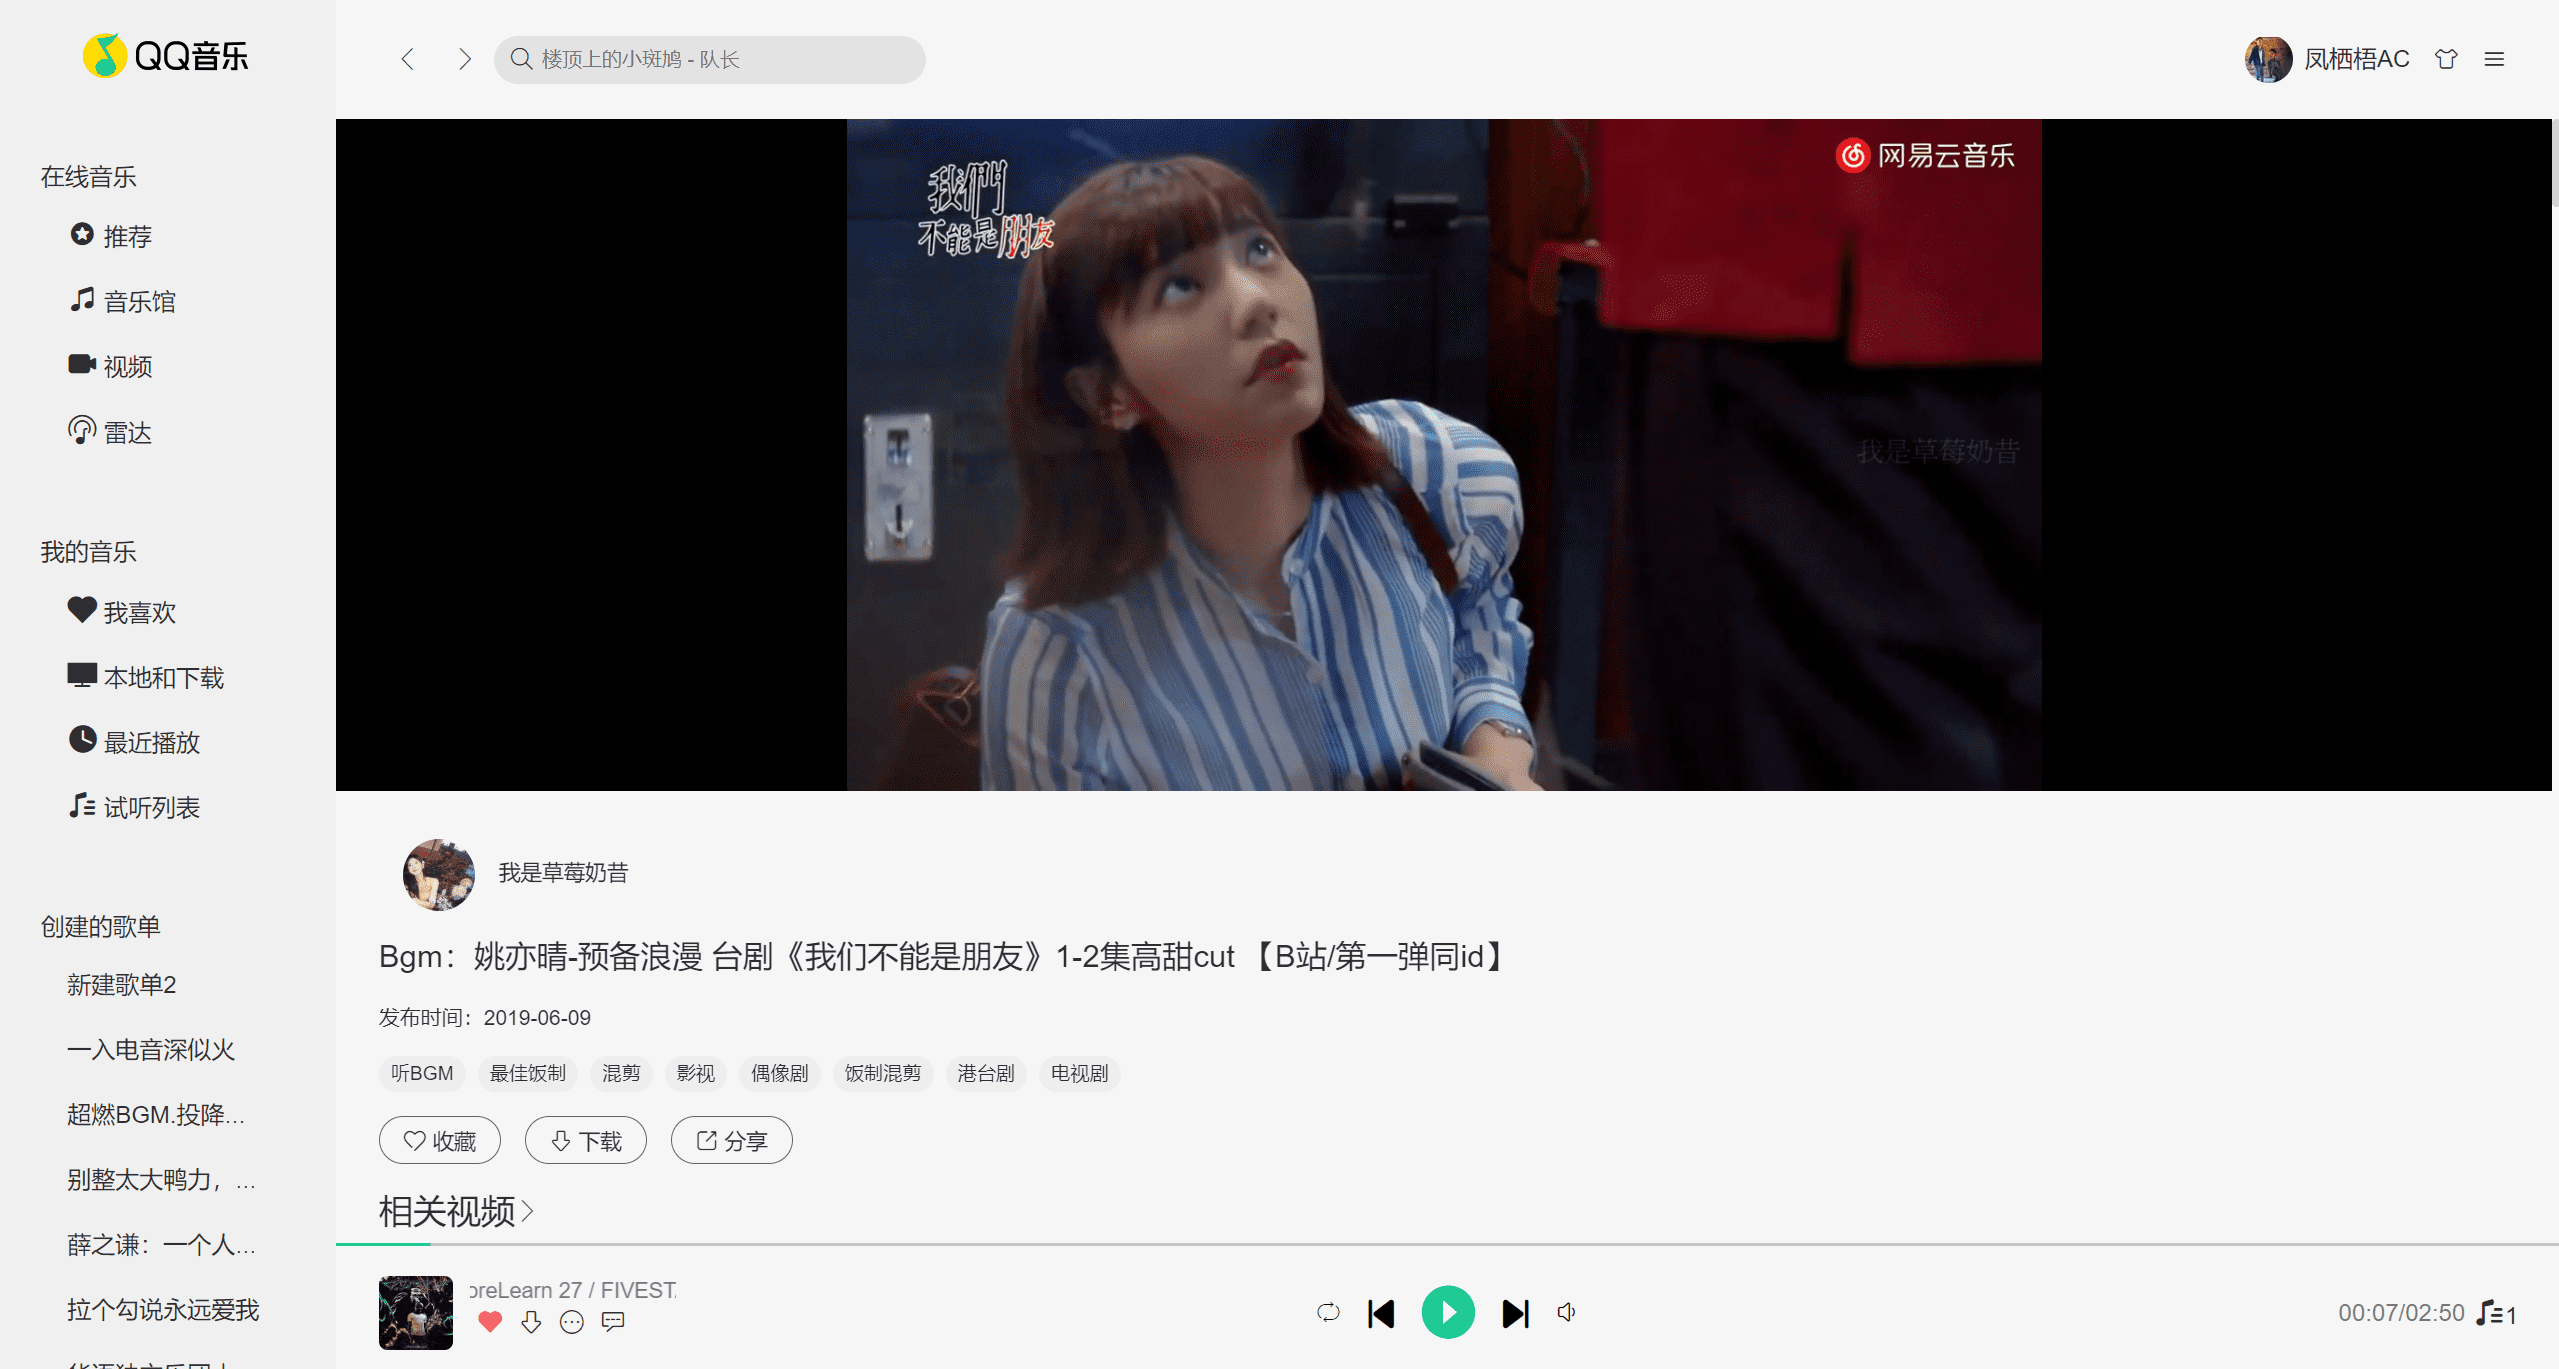 QQ音乐
楼顶上的小斑鸠 - 队长
凤栖梧AC
在线音乐
推荐
音乐馆
视频
雷达
我的音乐
我喜欢
本地和下载
最近播放
试听列表
创建的歌单
新建歌单2
一入电音深似火
超燃BGM.投降...
别整太大鸭力，...
薛之谦：一个人...
拉个勾说永远爱我
我们
不能是朋友
网易云音乐
我是草莓奶昔
我是草莓奶昔
Bgm：姚亦晴-预备浪漫 台剧《我们不能是朋友》1-2集高甜cut 【B站/第一弹同id】
发布时间：2019-06-09
听BGM 最佳饭制 混剪 影视 偶像剧 饭制混剪 港台剧 电视剧
收藏 下载 分享
相关视频
oreLearn 27 / FIVEST
00:07/02:50 1